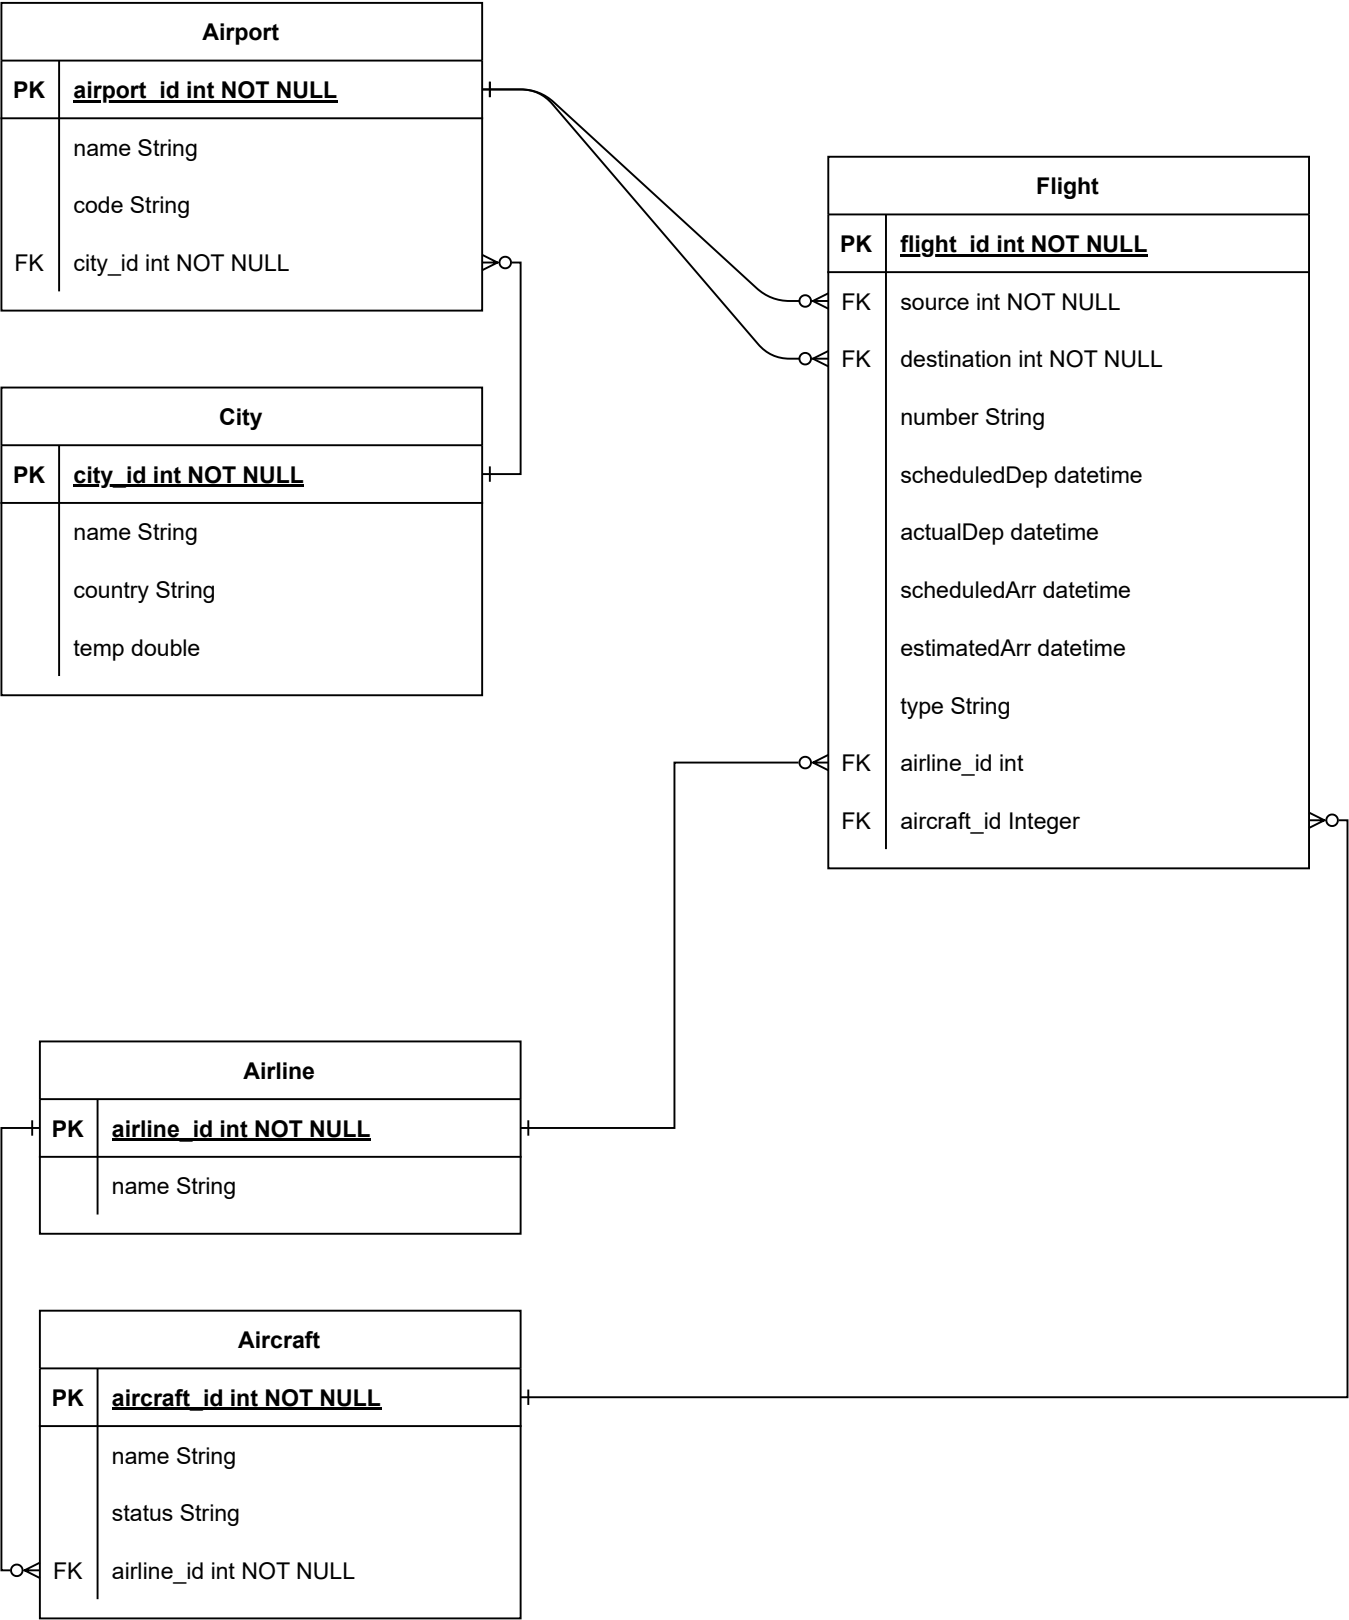 Airport
PK airport_id int NOT NULL
name String
code String
FK city_id int NOT NULL
City
PK city_id int NOT NULL
name String
country String
temp double
Flight
PK flight_id int NOT NULL
FK source int NOT NULL
FK destination int NOT NULL
number String
scheduledDep datetime
actualDep datetime
scheduledArr datetime
estimatedArr datetime
type String
FK airline_id int
FK aircraft_id Integer
Airline
PK airline_id int NOT NULL
name String
Aircraft
PK aircraft_id int NOT NULL
name String
status String
FK airline_id int NOT NULL